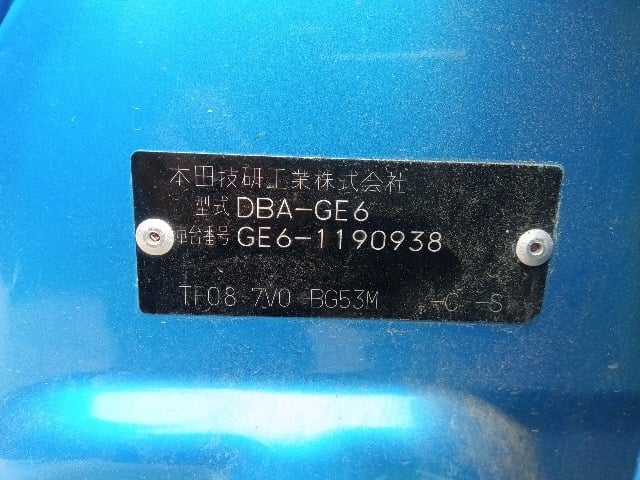 本田技研工業株式会社
型式 DBA-GE6
車台番号 GE6-1190938
TF08 7V0 BG53M -C -S